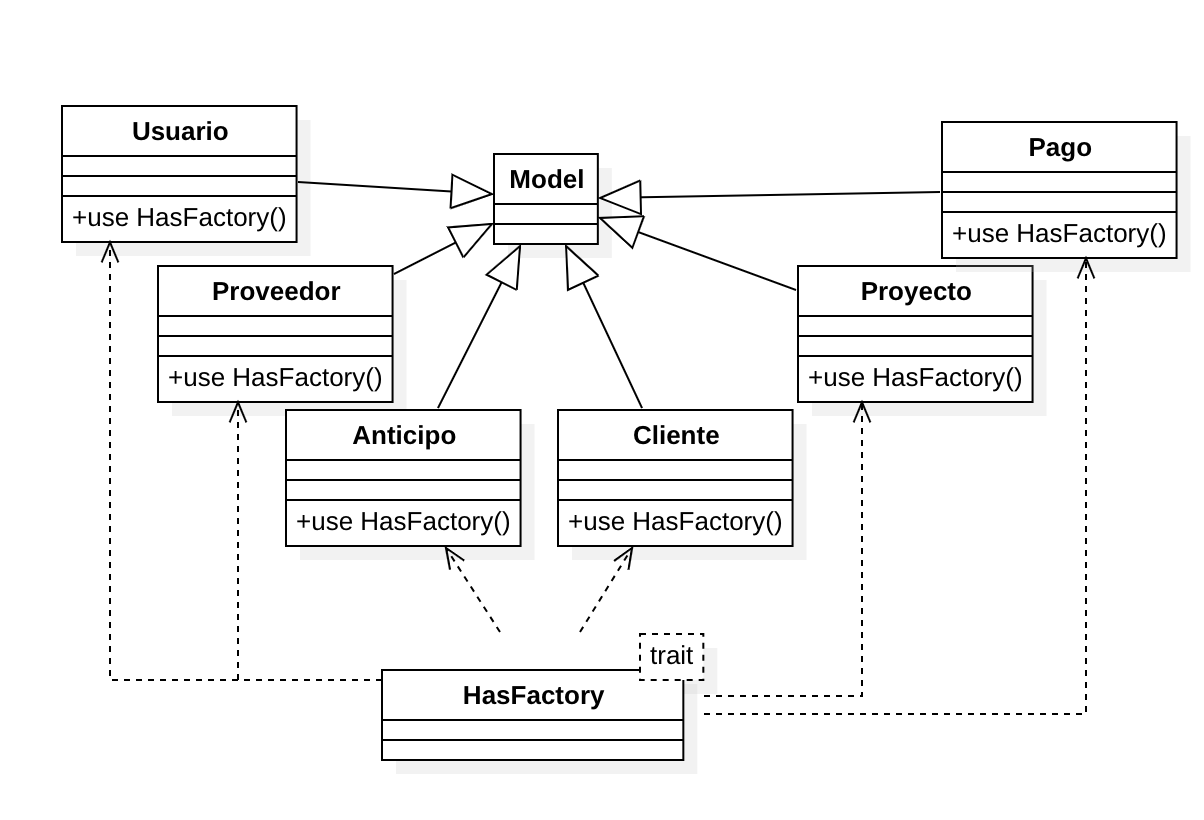 Usuario
+use HasFactory()
Model
Pago
+use HasFactory()
Proveedor
+use HasFactory()
Proyecto
+use HasFactory()
Anticipo
+use HasFactory()
Cliente
+use HasFactory()
trait
HasFactory